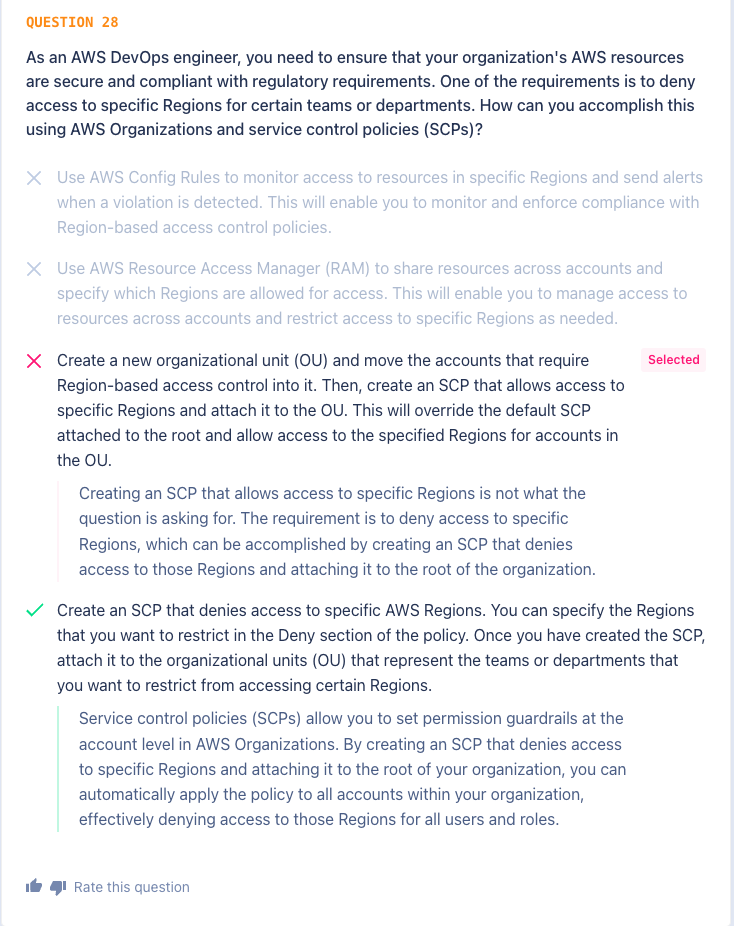 QUESTION 28
As an AWS DevOps engineer, you need to ensure that your organization's AWS resources
are secure and compliant with regulatory requirements. One of the requirements is to deny
access to specific Regions for certain teams or departments. How can you accomplish this
using AWS Organizations and service control policies (SCPs)?
Use AWS Config Rules to monitor access to resources in specific Regions and send alerts
when a violation is detected. This will enable you to monitor and enforce compliance with
Region-based access control policies.
Use AWS Resource Access Manager (RAM) to share resources across accounts and
specify which Regions are allowed for access. This will enable you to manage access to
resources across accounts and restrict access to specific Regions as needed.
Create a new organizational unit (OU) and move the accounts that require
Selected
Region-based access control into it. Then, create an SCP that allows access to
specific Regions and attach it to the OU. This will override the default SCP
attached to the root and allow access to the specified Regions for accounts in
the OU.
Creating an SCP that allows access to specific Regions is not what the
question is asking for. The requirement is to deny access to specific
Regions, which can be accomplished by creating an SCP that denies
access to those Regions and attaching it to the root of the organization.
Create an SCP that denies access to specific AWS Regions. You can specify the Regions
that you want to restrict in the Deny section of the policy. Once you have created the SCP,
attach it to the organizational units (OU) that represent the teams or departments that
you want to restrict from accessing certain Regions.
Service control policies (SCPs) allow you to set permission guardrails at the
account level in AWS Organizations. By creating an SCP that denies access
to specific Regions and attaching it to the root of your organization, you can
automatically apply the policy to all accounts within your organization,
effectively denying access to those Regions for all users and roles.
Rate this question